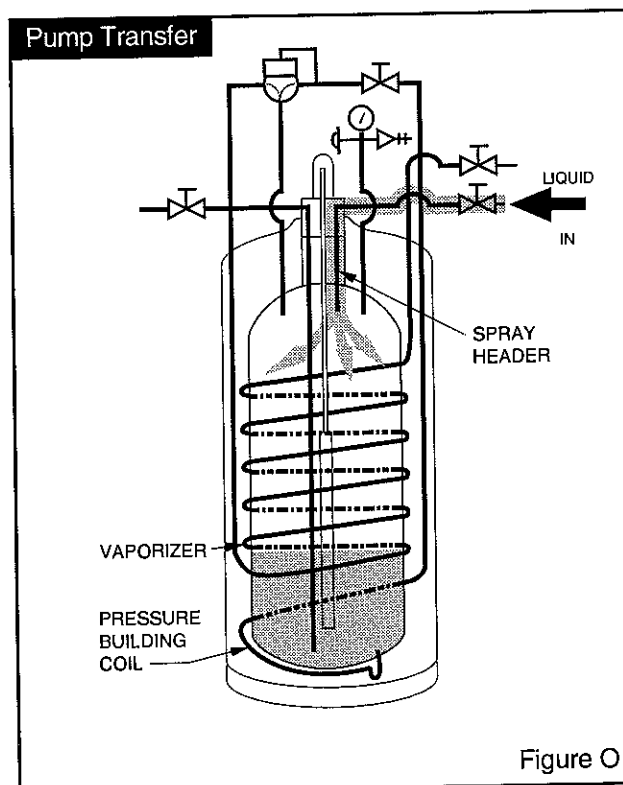 Pump Transfer
LIQUID
IN
SPRAY
HEADER
VAPORIZER
PRESSURE
BUILDING
COIL
Figure O